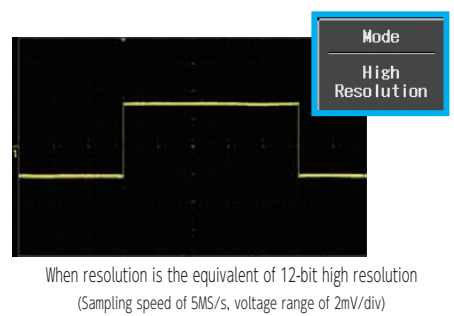 Mode
High
Resolution
1
When resolution is the equivalent of 12-bit high resolution
(Sampling speed of 5MS/s, voltage range of 2mV/div)